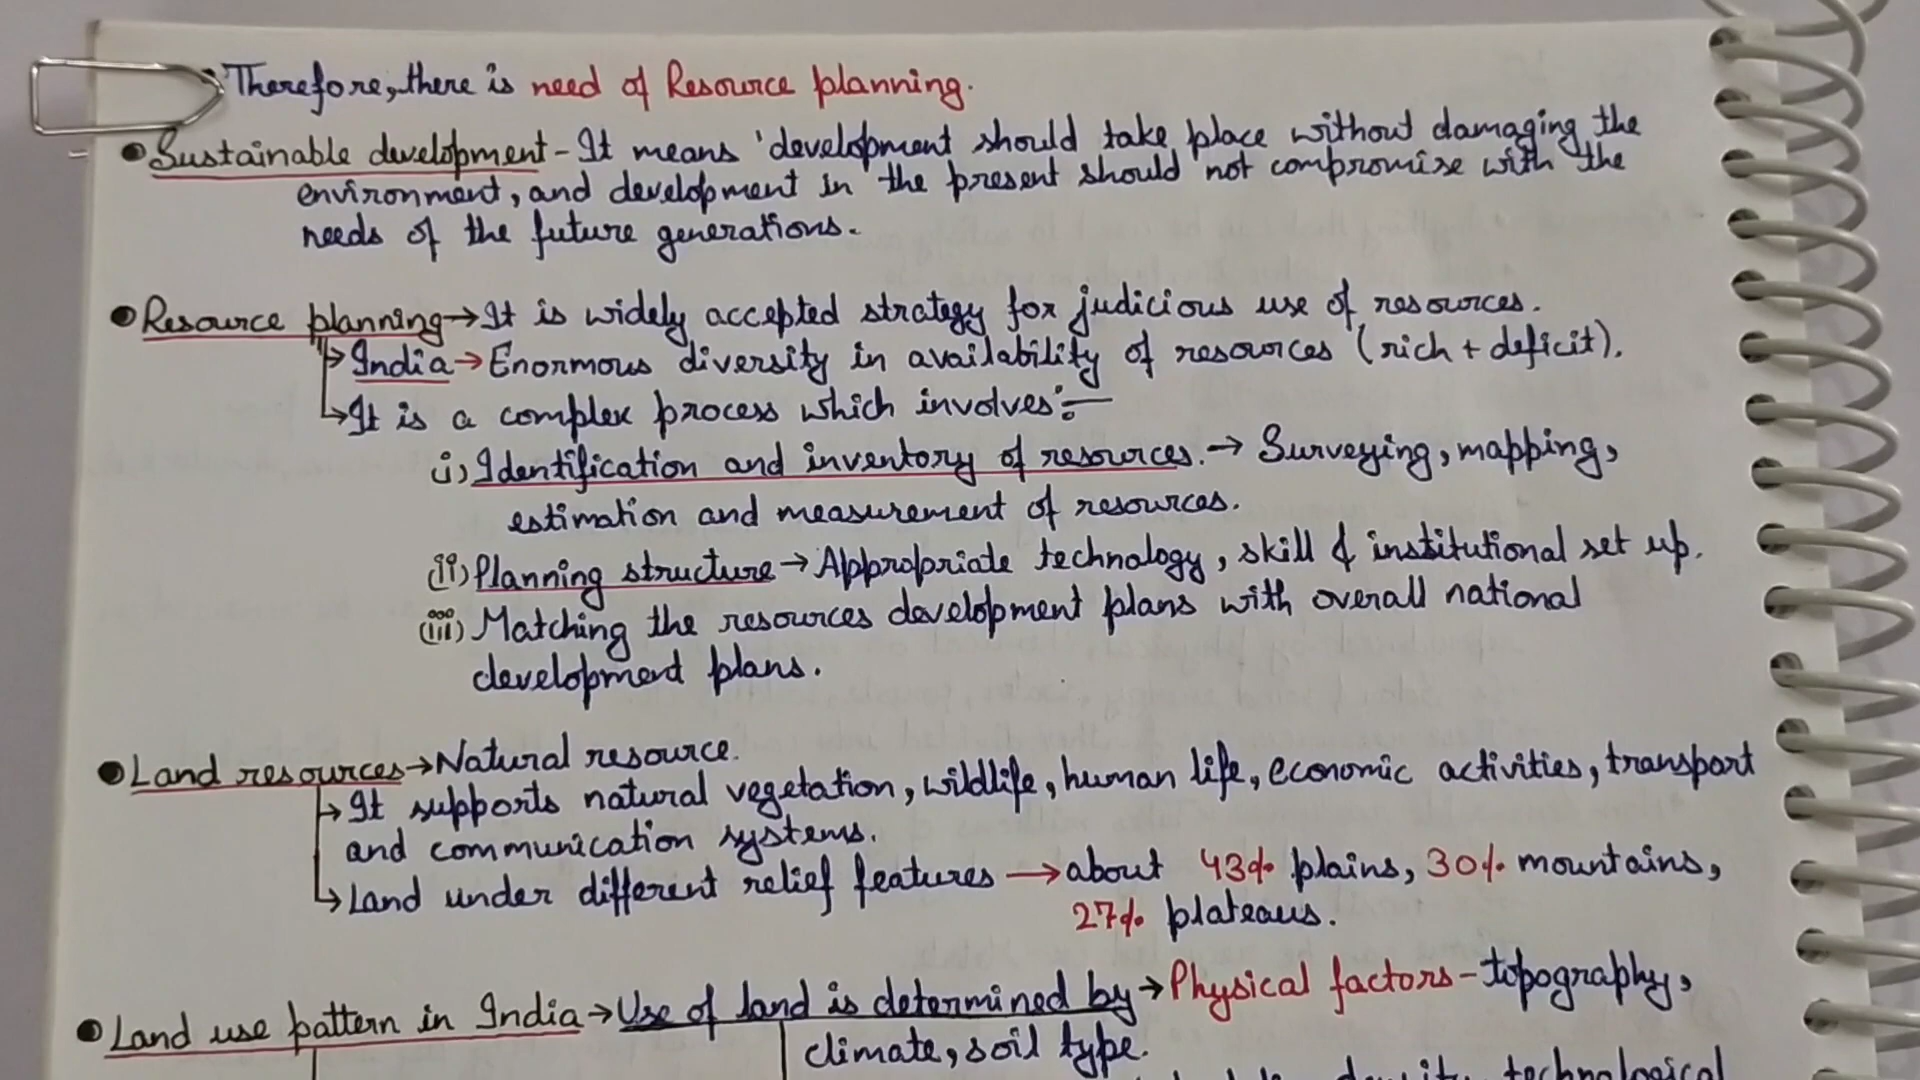 Therefore, there is need of Resource planning.
Sustainable development - It means 'development should take place without damaging the
environment, and development in the present should not compromise with the
needs of the future generations.
Resource planning → It is widely accepted strategy for judicious use of resources.
India → Enormous diversity in availability of resources (rich + deficit).
It is a complex process which involves:-
(i) Identification and inventory of resources. → Surveying, mapping,
estimation and measurement of resources.
(ii) Planning structure → Appropriate technology, skill & institutional set up.
(iii) Matching the resources development plans with overall national
development plans.
Land resources → Natural resource.
It supports natural vegetation, wildlife, human life, economic activities, transport
and communication systems.
Land under different relief features → about 43% plains, 30% mountains,
27% plateaus.
Land use pattern in India → Use of land is determined by → Physical factors - topography,
climate, soil type.
density, technological